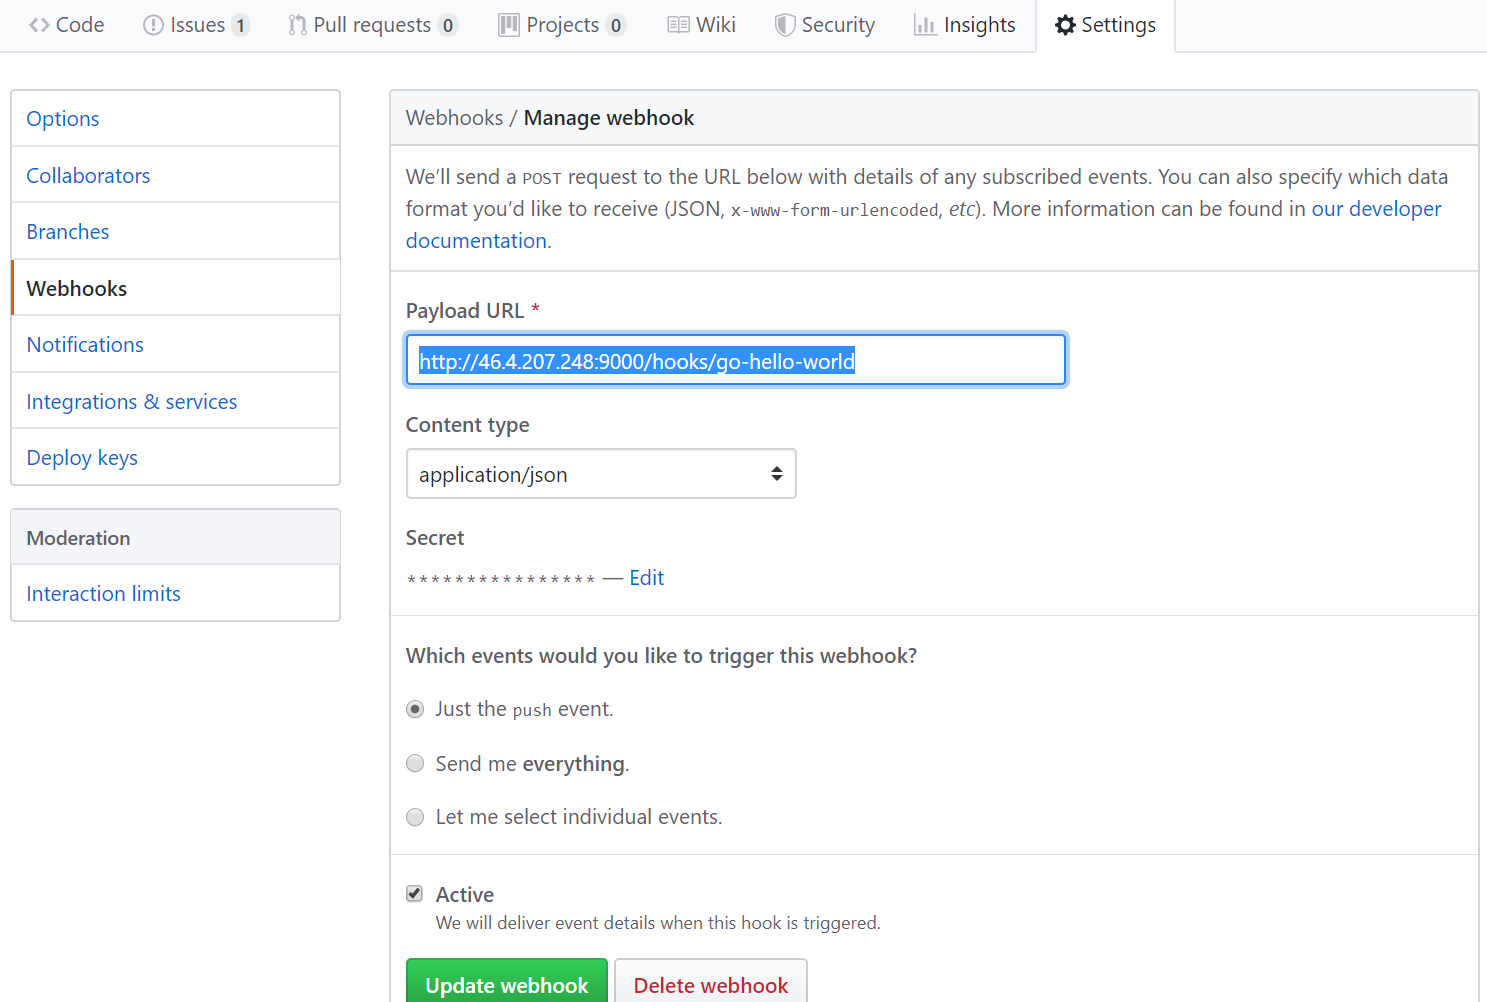 Code Issues 1 Pull requests 0 Projects 0 Wiki Security Insights Settings
Options
Collaborators
Branches
Webhooks
Notifications
Integrations & services
Deploy keys
Moderation
Interaction limits
Webhooks / Manage webhook
We’ll send a POST request to the URL below with details of any subscribed events. You can also specify which data
format you’d like to receive (JSON, x-www-form-urlencoded, etc). More information can be found in our developer
documentation.
Payload URL *
http://46.4.207.248:9000/hooks/go-hello-world
Content type
application/json
Secret
**************** — Edit
Which events would you like to trigger this webhook?
Just the push event.
Send me everything.
Let me select individual events.
Active
We will deliver event details when this hook is triggered.
Update webhook Delete webhook